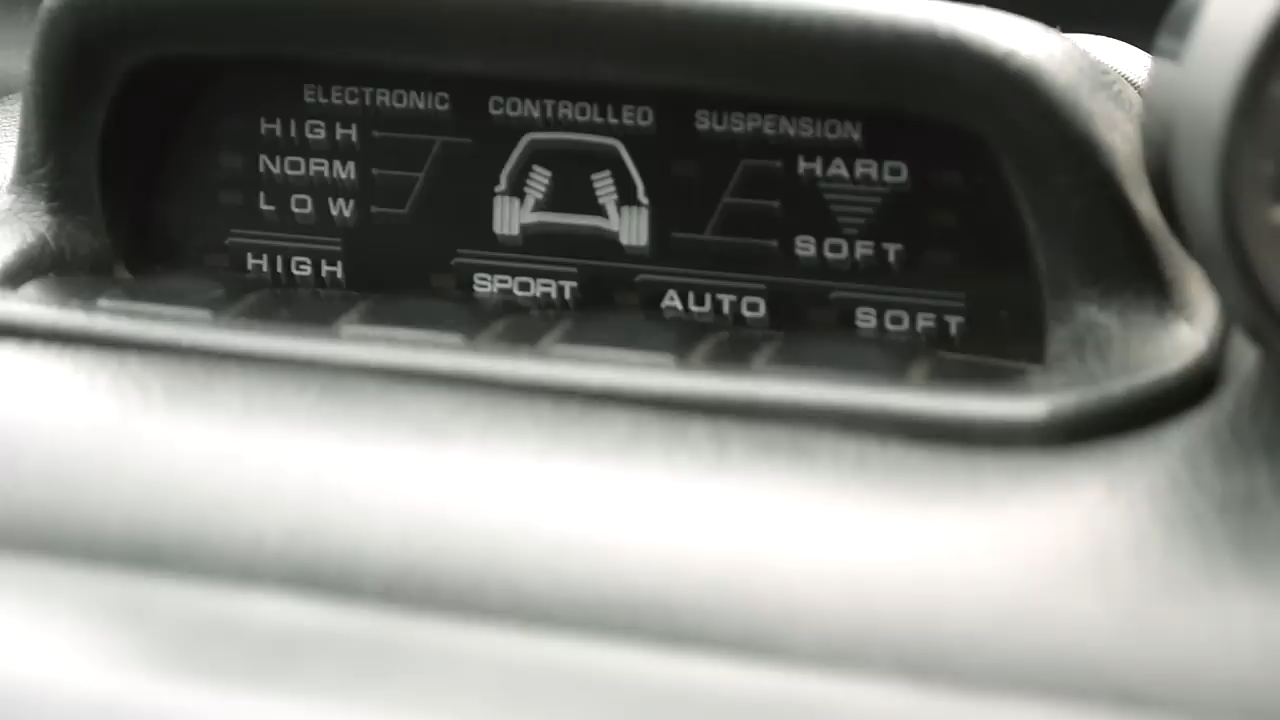 ELECTRONIC CONTROLLED SUSPENSION
HIGH
NORM
LOW
HARD
SOFT
HIGH SPORT AUTO SOFT